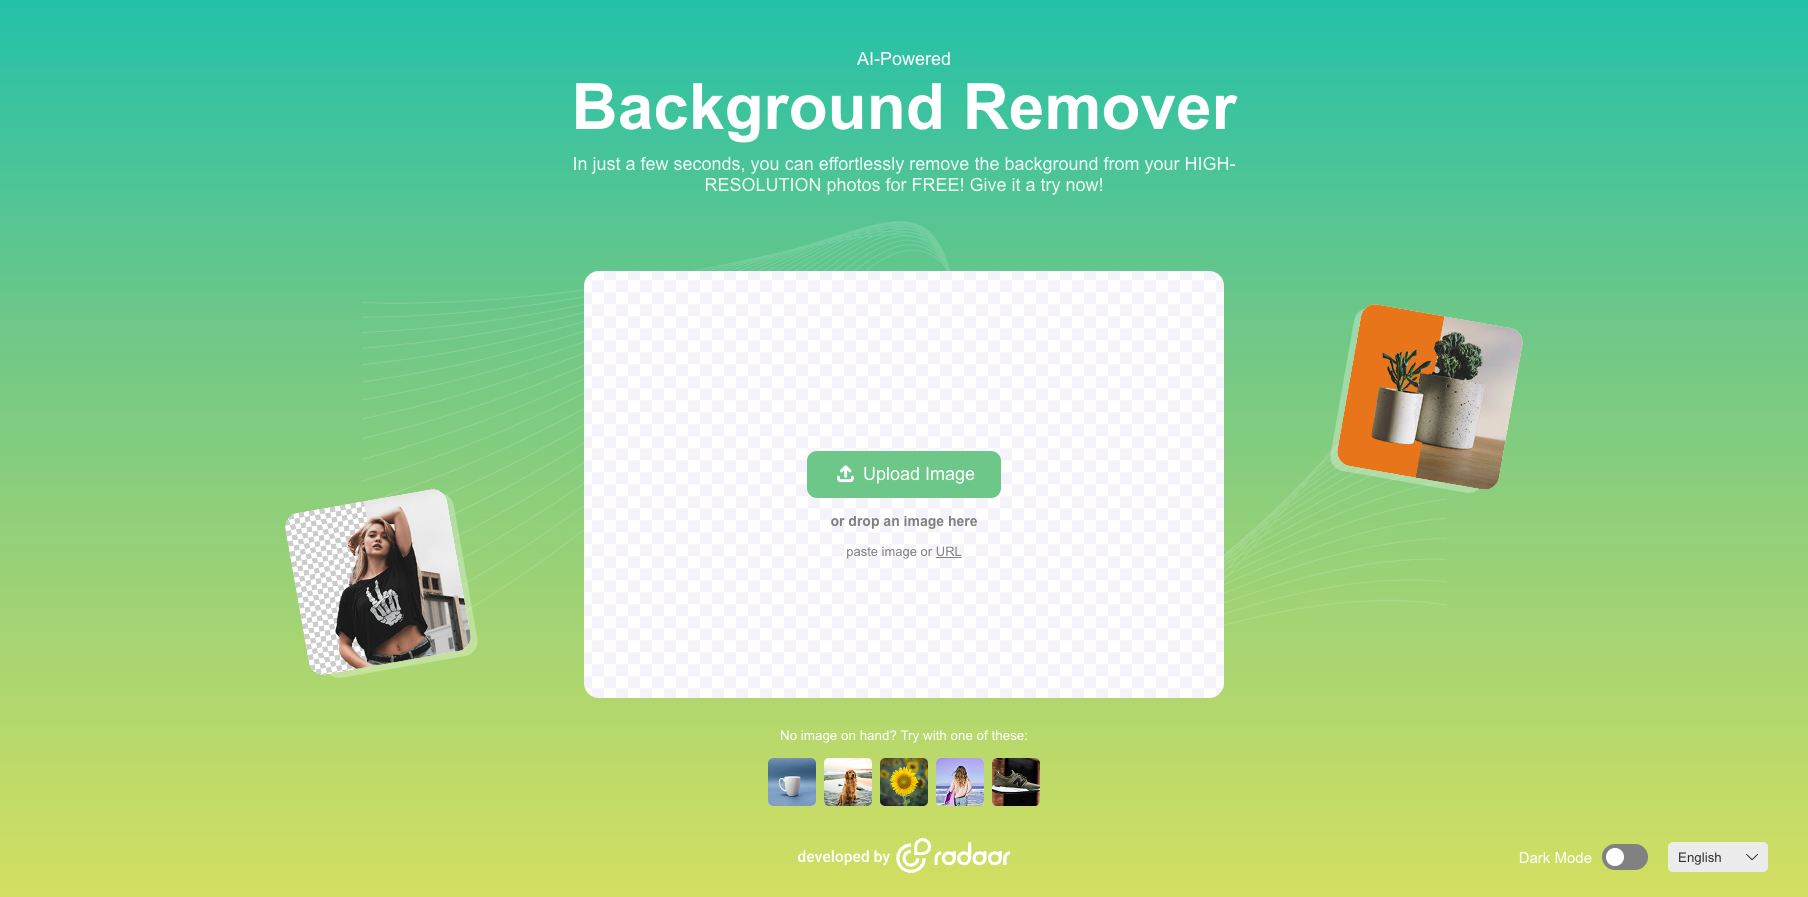 AI-Powered
Background Remover
In just a few seconds, you can effortlessly remove the background from your HIGH-
RESOLUTION photos for FREE! Give it a try now!
Upload Image
or drop an image here
paste image or URL
No image on hand? Try with one of these:
developed by radaar
Dark Mode
English